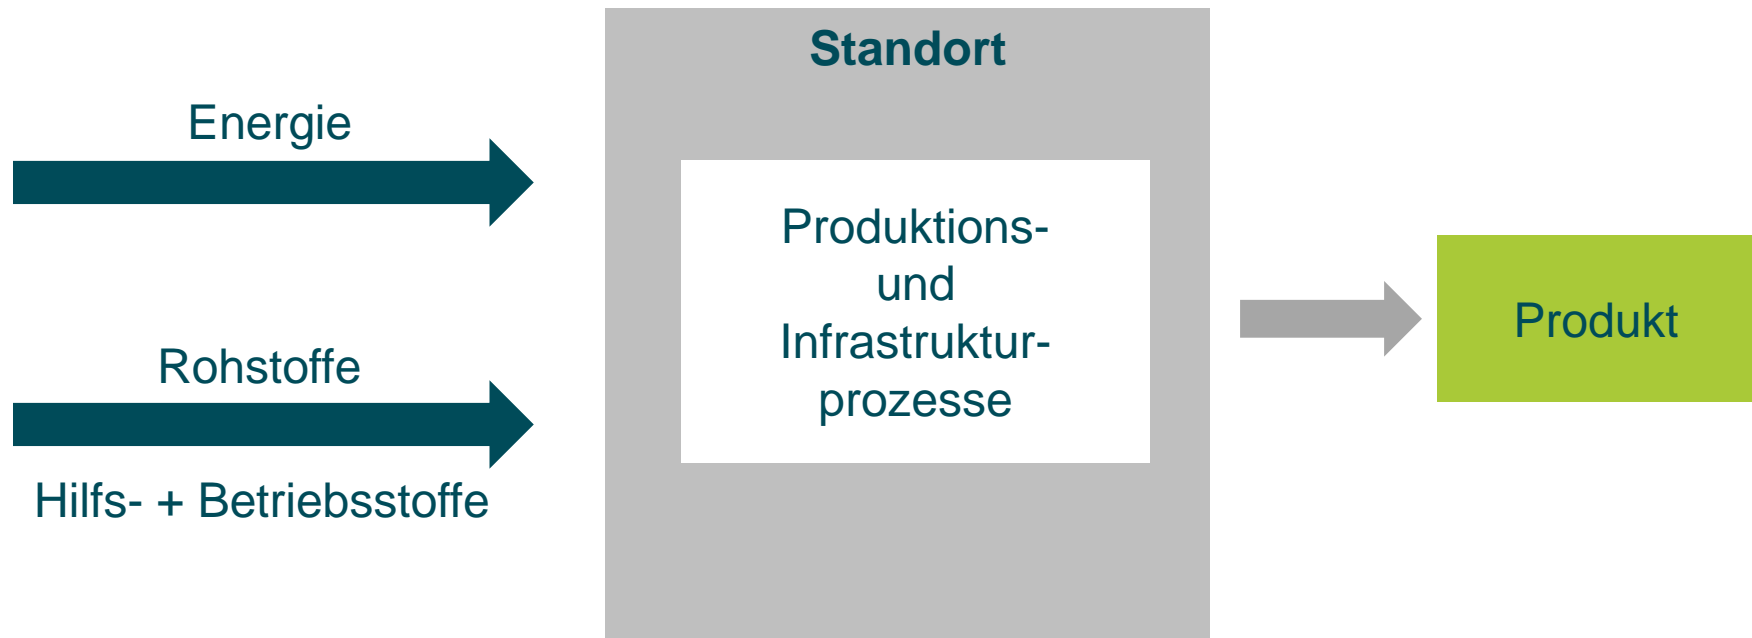 Standort
Energie
Rohstoffe
Hilfs- + Betriebsstoffe
Produktions-
und
Infrastruktur-
prozesse
Produkt